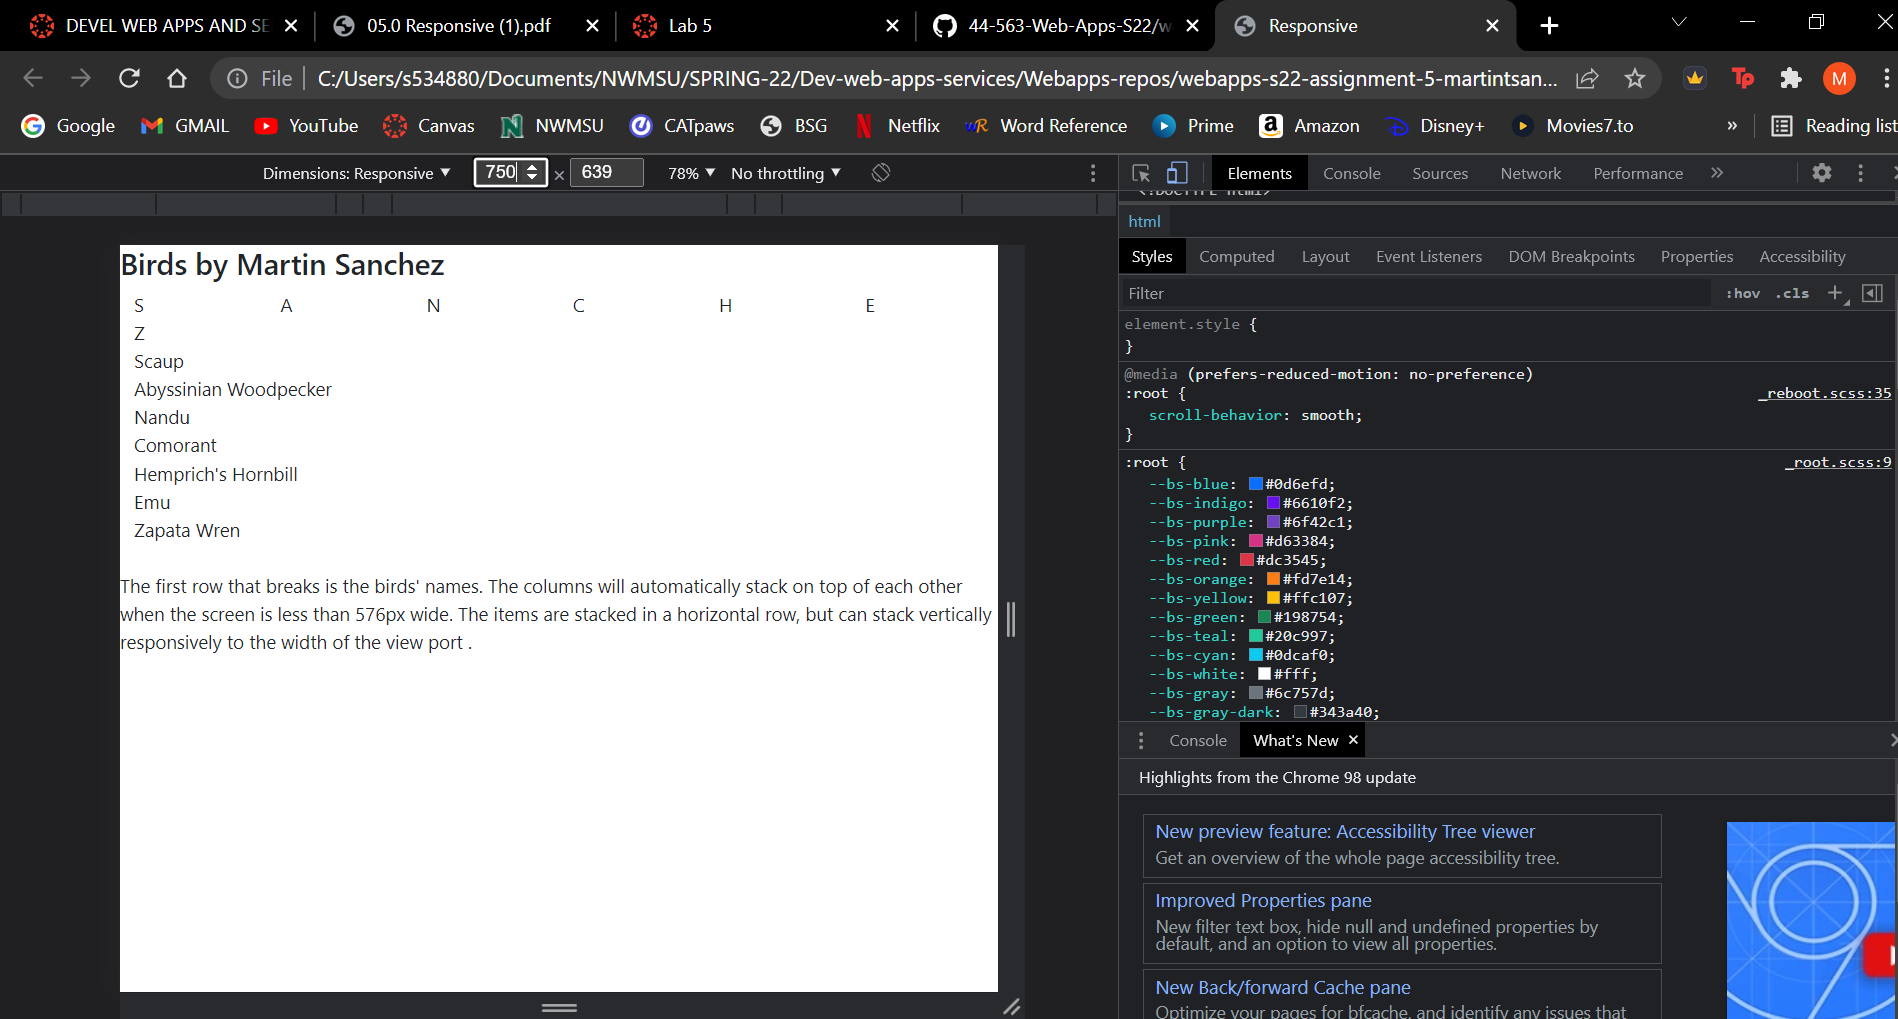 DEVEL WEB APPS AND SE
05.0 Responsive (1).pdf
Lab 5
44-563-Web-Apps-S22/w
Responsive
File
C:/Users/s534880/Documents/NWMSU/SPRING-22/Dev-web-apps-services/Webapps-repos/webapps-s22-assignment-5-martintsan...
Tp
M
Google
GMAIL
YouTube
Canvas
NWMSU
CATpaws
BSG
Netflix
Word Reference
Prime
Amazon
Disney+
Movies7.to
»
Reading list
Dimensions: Responsive ▼ 750 × 639 78% ▼ No throttling ▼
Elements Console Sources Network Performance »
<!DOCTYPE html>
html
Styles Computed Layout Event Listeners DOM Breakpoints Properties Accessibility
Filter :hov .cls
Birds by Martin Sanchez
S A N C H E
Z
Scaup
Abyssinian Woodpecker
Nandu
Comorant
Hemprich's Hornbill
Emu
Zapata Wren
The first row that breaks is the birds' names. The columns will automatically stack on top of each other
when the screen is less than 576px wide. The items are stacked in a horizontal row, but can stack vertically
responsively to the width of the view port .
element.style {
}
@media (prefers-reduced-motion: no-preference)
:root { _reboot.scss:35
scroll-behavior: smooth;
}
:root { _root.scss:9
--bs-blue: #0d6efd;
--bs-indigo: #6610f2;
--bs-purple: #6f42c1;
--bs-pink: #d63384;
--bs-red: #dc3545;
--bs-orange: #fd7e14;
--bs-yellow: #ffc107;
--bs-green: #198754;
--bs-teal: #20c997;
--bs-cyan: #0dcaf0;
--bs-white: #fff;
--bs-gray: #6c757d;
--bs-gray-dark: #343a40;
Console What's New
Highlights from the Chrome 98 update
New preview feature: Accessibility Tree viewer
Get an overview of the whole page accessibility tree.
Improved Properties pane
New filter text box, hide null and undefined properties by
default, and an option to view all properties.
New Back/forward Cache pane
Optimize your pages for bfcache, and identify any issues that